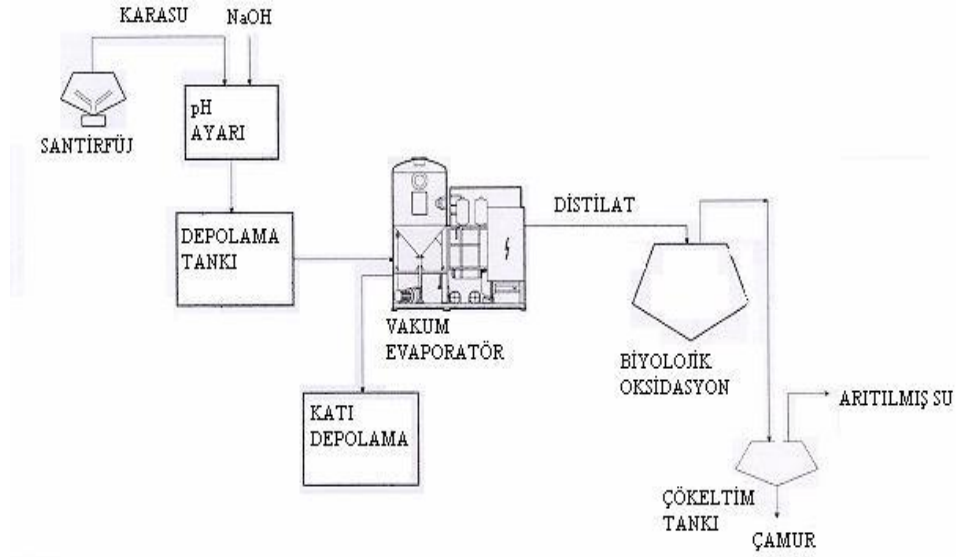 KARASU
NaOH
SANTİRFÜJ
pH
AYARI
DEPOLAMA
TANKI
VAKUM
EVAPORATÖR
DİSTİLAT
KATI
DEPOLAMA
BİYOLOJİK
OKSİDASYON
ARITILMIŞ SU
ÇÖKELTİM
TANKI
ÇAMUR